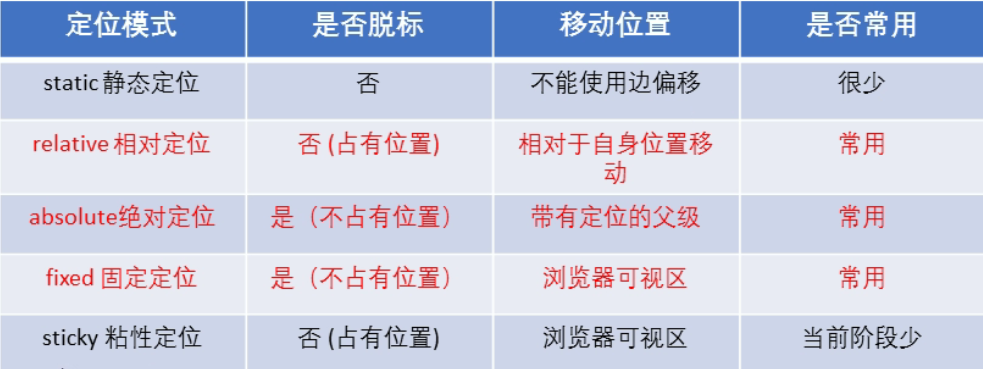 定位模式 是否脱标 移动位置 是否常用
static 静态定位 否 不能使用边偏移 很少
relative 相对定位 否 (占有位置) 相对于自身位置移 常用
动
absolute绝对定位 是（不占有位置） 带有定位的父级 常用
fixed 固定定位 是（不占有位置） 浏览器可视区 常用
sticky 粘性定位 否 (占有位置) 浏览器可视区 当前阶段少